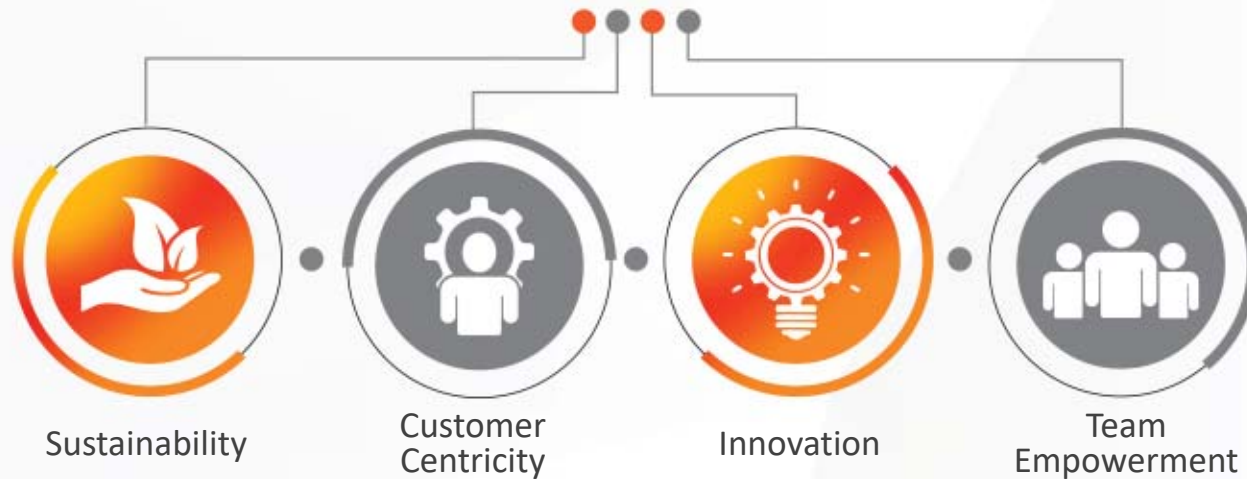 Sustainability
Customer
Centricity
Innovation
Team
Empowerment